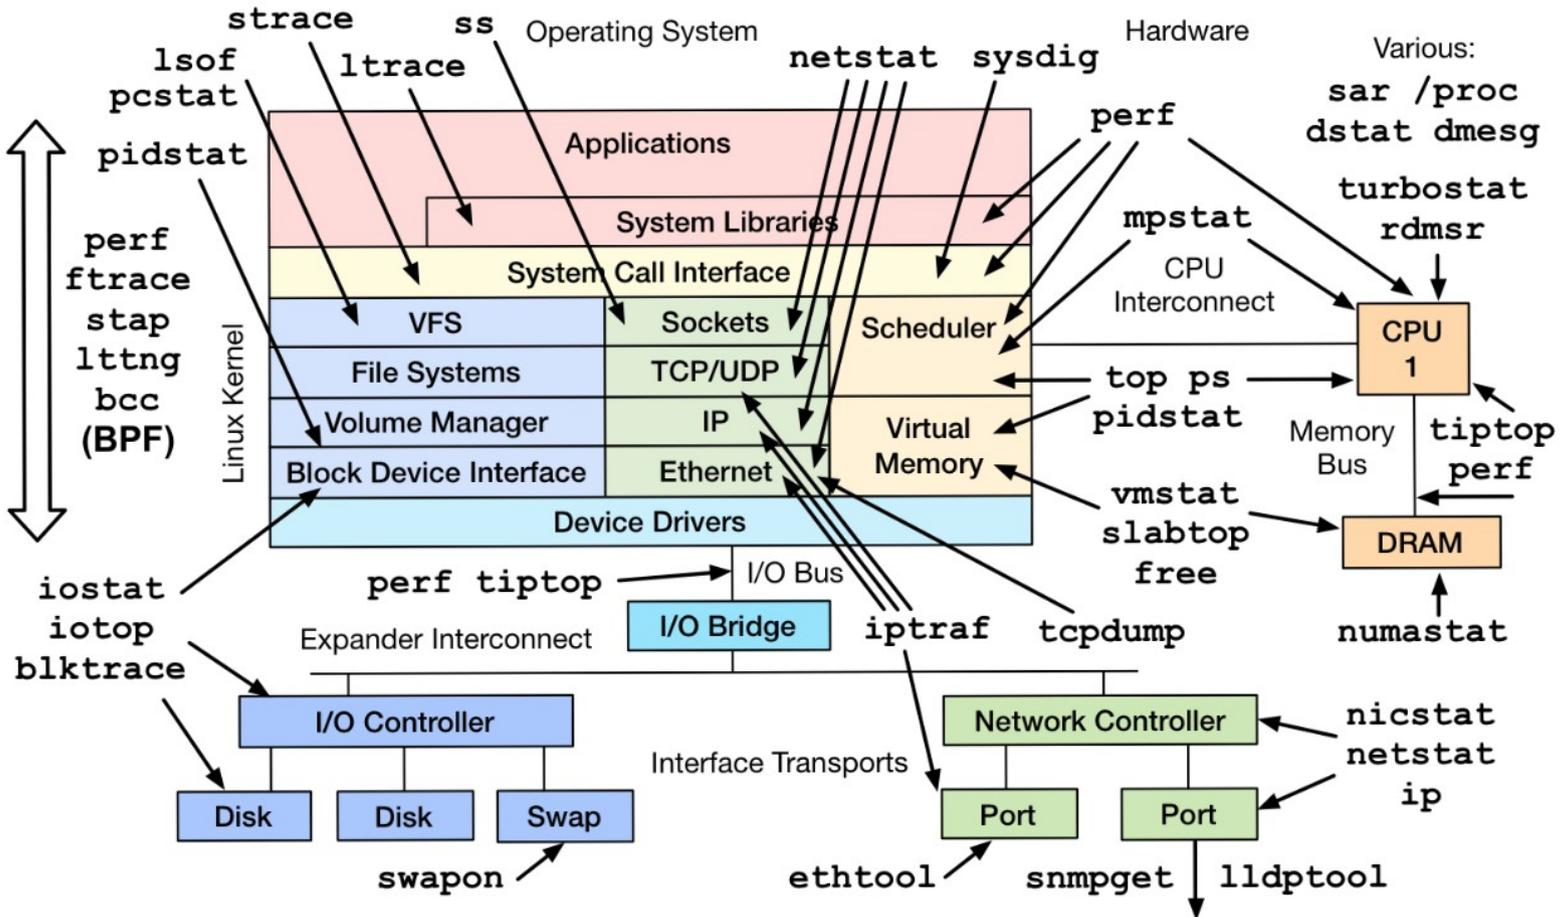 strace
ss
Operating System
Hardware
lsof
pcstat
ltrace
netstat
sysdig
Various:
sar /proc
dstat dmesg
perf
pidstat
Applications
turbostat
rdmsr
mpstat
System Libraries
perf
ftrace
stap
lttng
bcc
(BPF)
System Call Interface
CPU
Interconnect
Linux Kernel
VFS
Sockets
Scheduler
CPU
1
File Systems
TCP/UDP
top ps
pidstat
Volume Manager
IP
Virtual
Memory
Memory
Bus
tiptop
perf
Block Device Interface
Ethernet
vmstat
slabtop
free
Device Drivers
DRAM
iostat
iotop
blktrace
perf tiptop
I/O Bus
I/O Bridge
iptraf
tcpdump
numastat
Expander Interconnect
I/O Controller
Network Controller
nicstat
netstat
ip
Interface Transports
Disk
Disk
Swap
Port
Port
swapon
ethtool
snmpget
lldptool